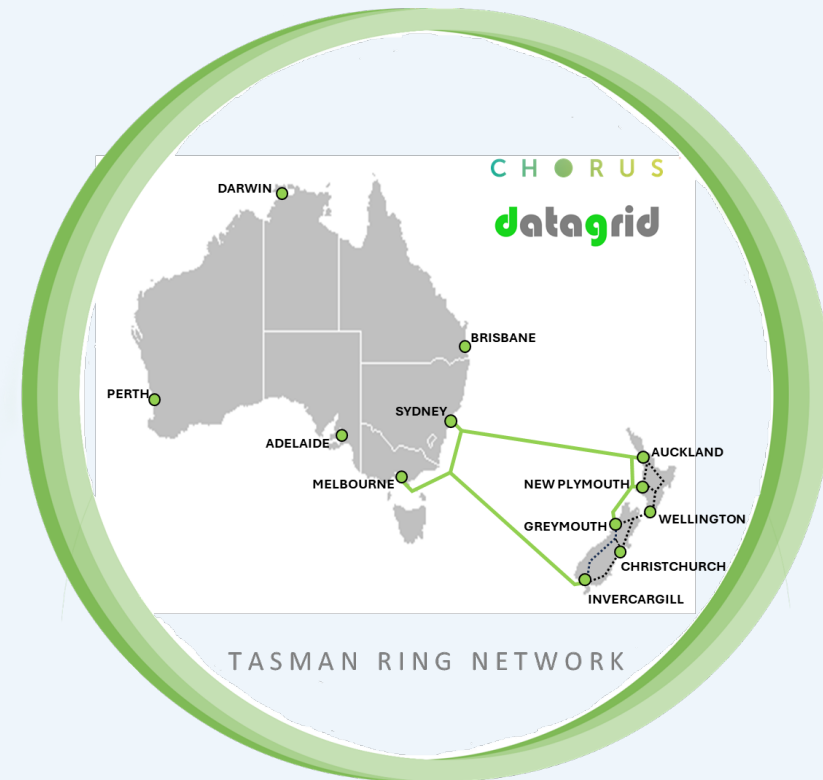 CHORUS
datagrid
DARWIN
BRISBANE
PERTH
SYDNEY
ADELAIDE
MELBOURNE
AUCKLAND
NEW PLYMOUTH
WELLINGTON
GREYMOUTH
CHRISTCHURCH
INVERCARGILL
TASMAN RING NETWORK